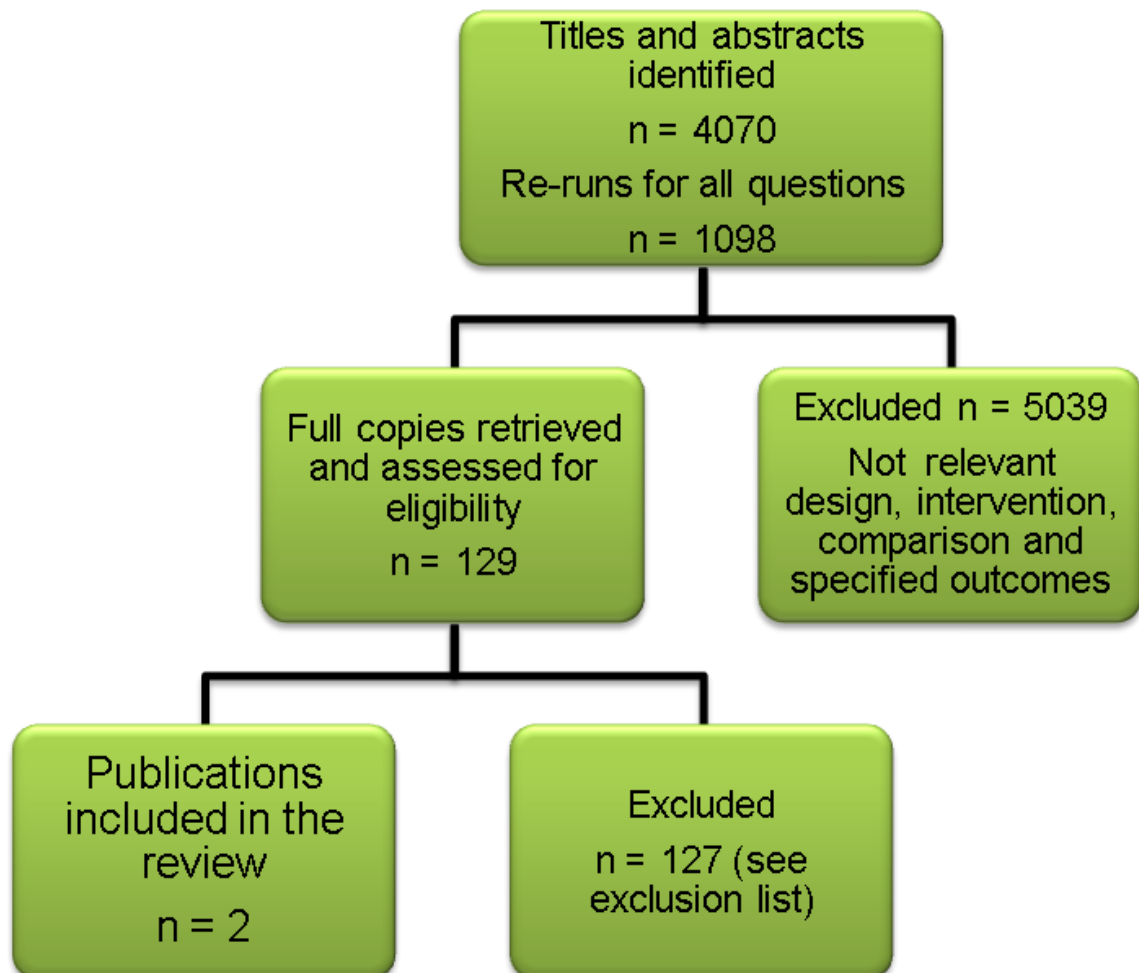 Titles and abstracts
identified
n = 4070
Re-runs for all questions
n = 1098
Full copies retrieved
and assessed for
eligibility
n = 129
Excluded n = 5039
Not relevant
design, intervention,
comparison and
specified outcomes
Publications
included in the
review
n = 2
Excluded
n = 127 (see
exclusion list)